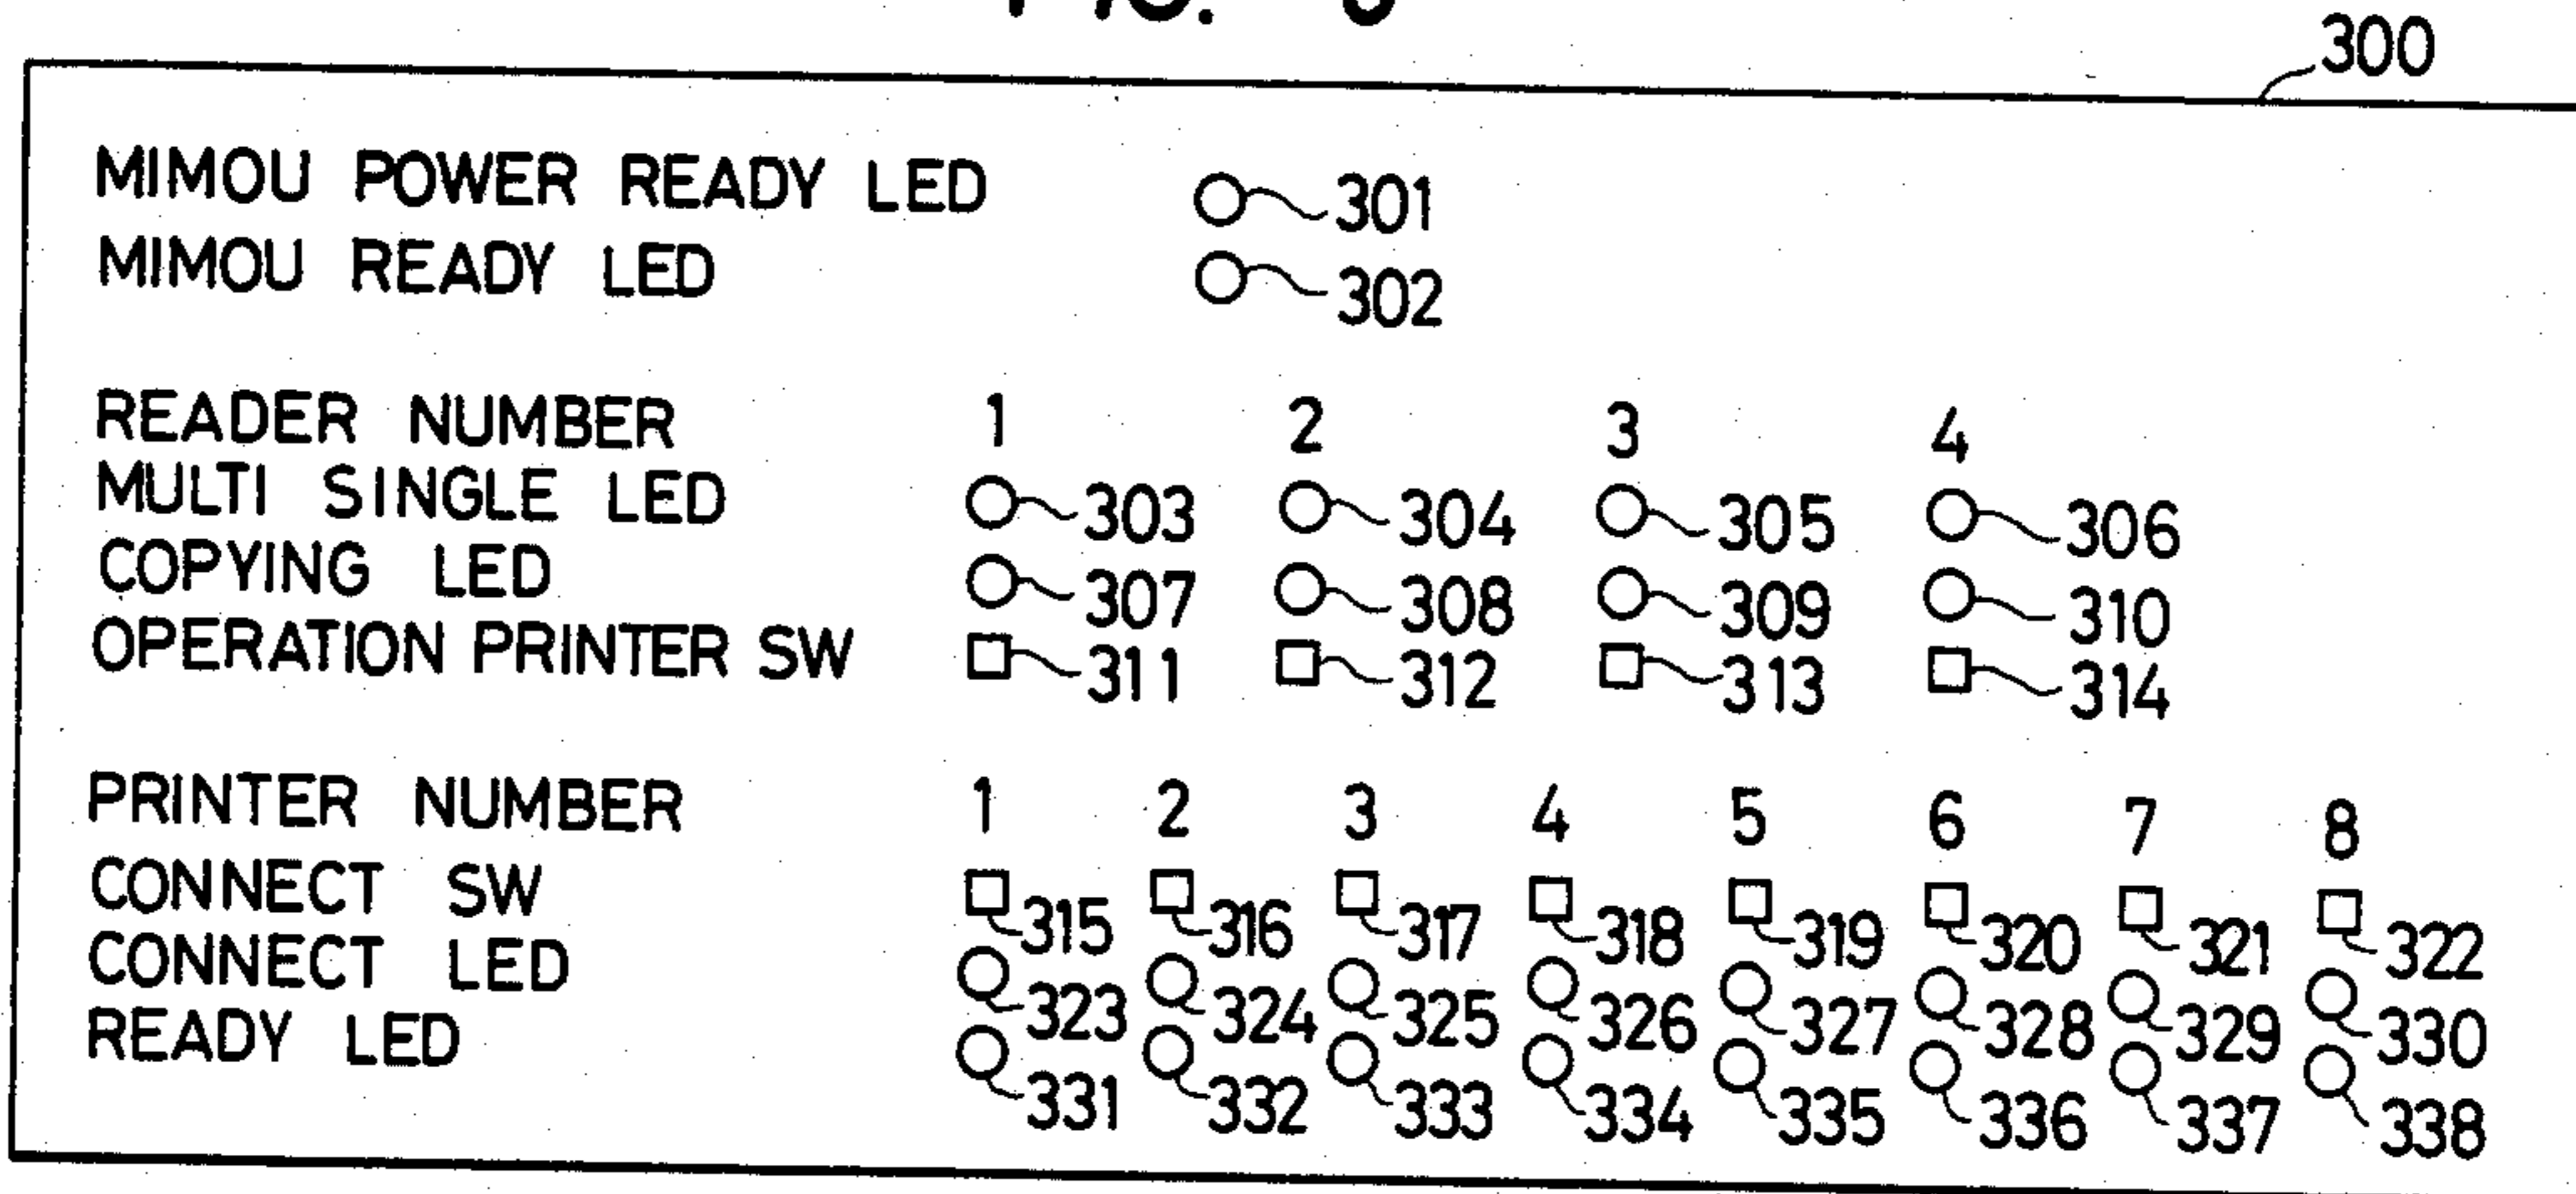 FIG.
300
MIMOU POWER READY LED 301
MIMOU READY LED 302
READER NUMBER 1 2 3 4
MULTI SINGLE LED 303 304 305 306
COPYING LED 307 308 309 310
OPERATION PRINTER SW 311 312 313 314
PRINTER NUMBER 1 2 3 4 5 6 7 8
CONNECT SW 315 316 317 318 319 320 321 322
CONNECT LED 323 324 325 326 327 328 329 330
READY LED 331 332 333 334 335 336 337 338